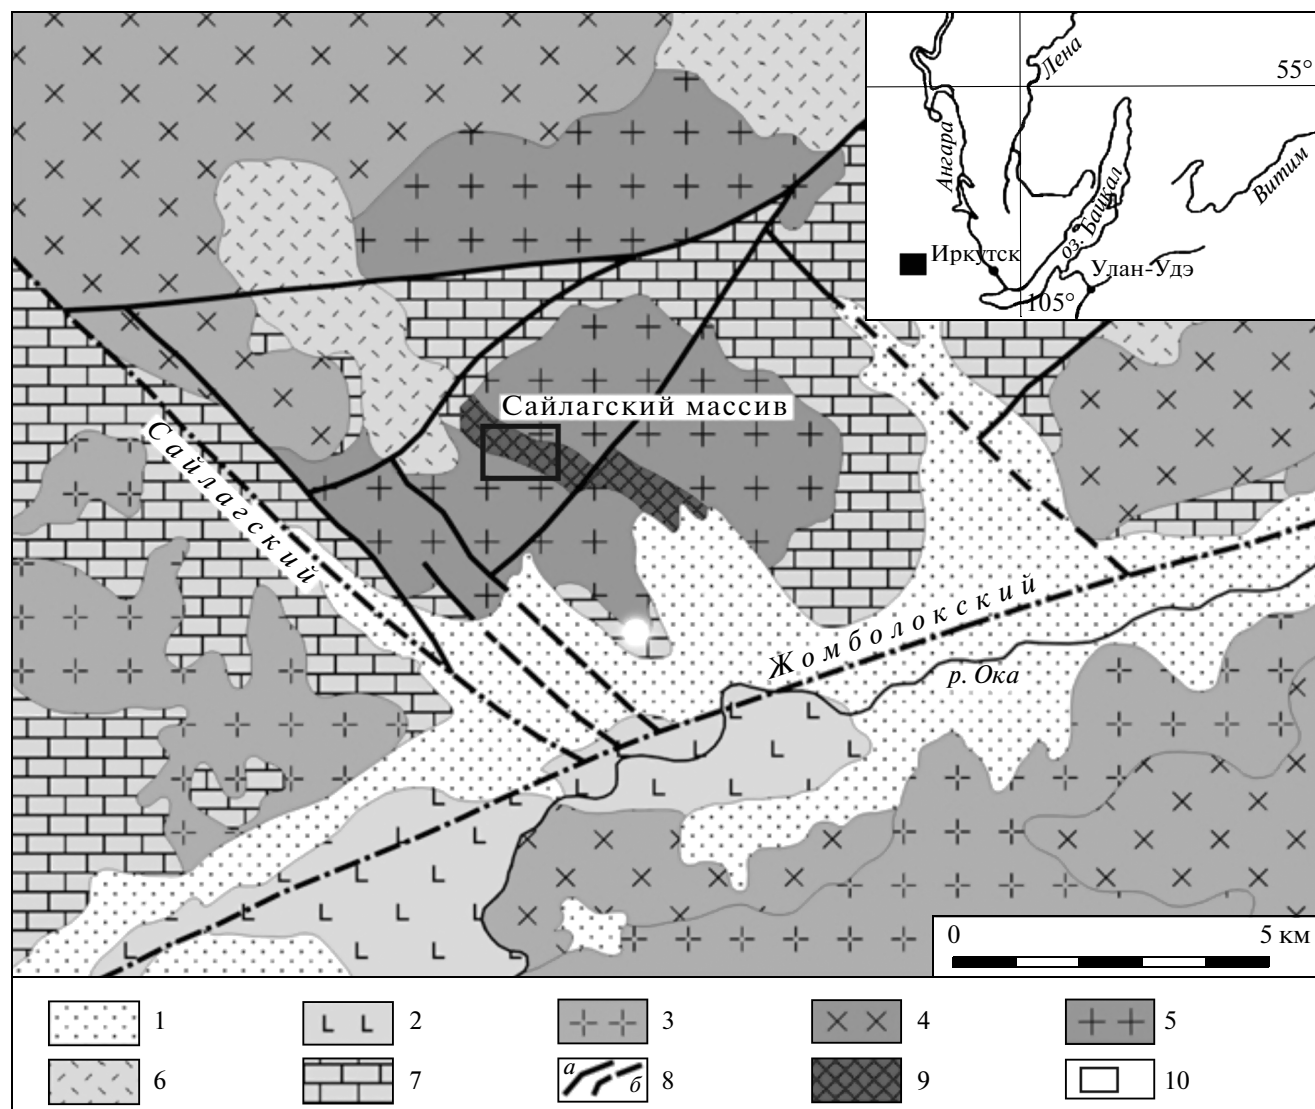 55°
Лена
Ангара
Витим
оз. Байкал
Иркутск
Улан-Удэ
105°
Сайлагский массив
Сайлагский
Жомболокский
р. Ока
0 5 км
1 2 3 4 5
6 7 а б 8 9 10